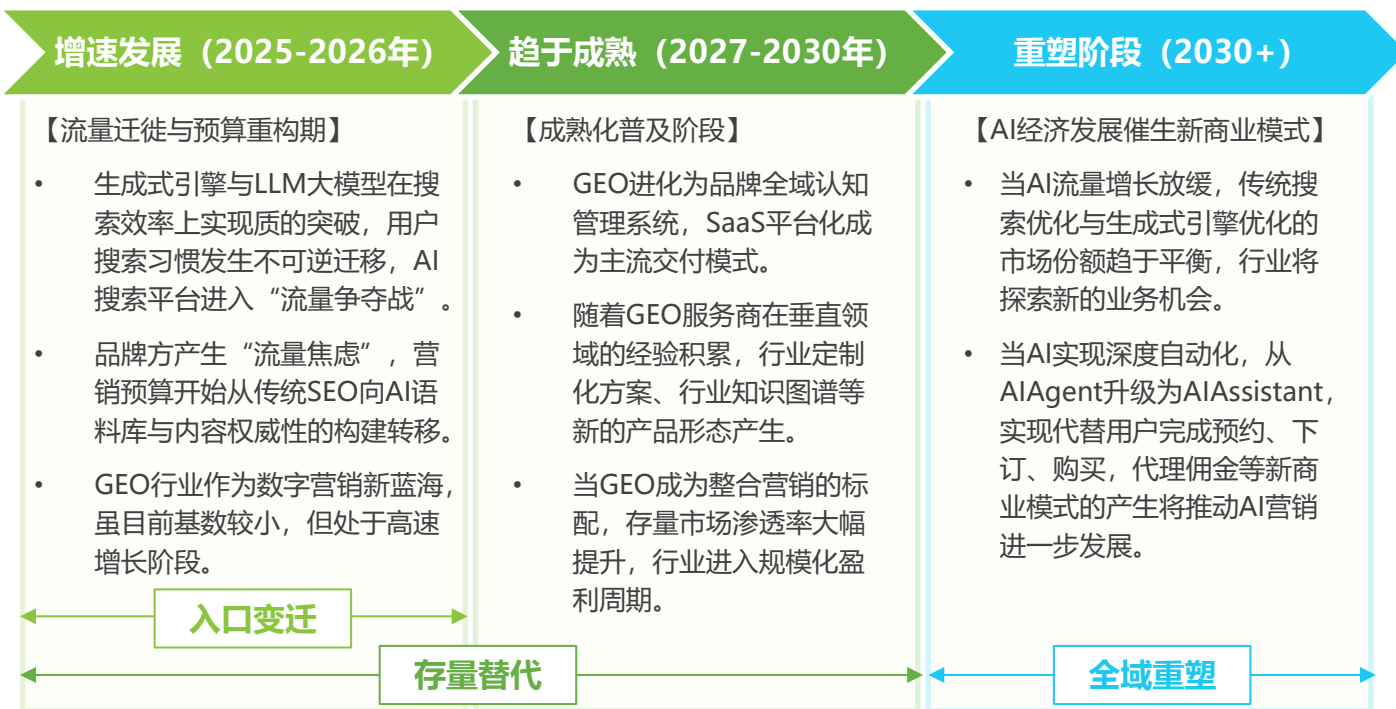 增速发展（2025-2026年）
趋于成熟（2027-2030年）
重塑阶段（2030+）
【流量迁徙与预算重构期】
• 生成式引擎与LLM大模型在搜
索效率上实现质的突破，用户
搜索习惯发生不可逆迁移，AI
搜索平台进入“流量争夺战”。
• 品牌方产生“流量焦虑”，营
销预算开始从传统SEO向AI语
料库与内容权威性的构建转移。
• GEO行业作为数字营销新蓝海，
虽目前基数较小，但处于高速
增长阶段。
【成熟化普及阶段】
• GEO进化为品牌全域认知
管理系统，SaaS平台化成
为主流交付模式。
• 随着GEO服务商在垂直领
域的经验积累，行业定制
化方案、行业知识图谱等
新的产品形态产生。
• 当GEO成为整合营销的标
配，存量市场渗透率大幅
提升，行业进入规模化盈
利周期。
【AI经济发展催生新商业模式】
• 当AI流量增长放缓，传统搜
索优化与生成式引擎优化的
市场份额趋于平衡，行业将
探索新的业务机会。
• 当AI实现深度自动化，从
AIAgent升级为AIAssistant，
实现代替用户完成预约、下
订、购买，代理佣金等新商
业模式的产生将推动AI营销
进一步发展。
入口变迁
存量替代
全域重塑